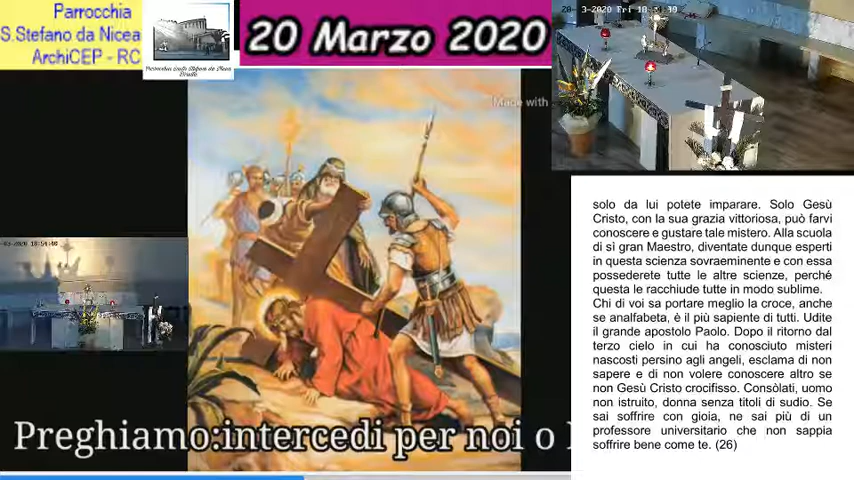 Parrocchia
S.Stefano da Nicea
ArchiCEP - RC
20 Marzo 2020
Made with
solo da lui potete imparare. Solo Gesù
Cristo, con la sua grazia vittoriosa, può farvi
conoscere e gustare tale mistero. Alla scuola
di sì gran Maestro, diventate dunque esperti
in questa scienza sovraeminente e con essa
possederete tutte le altre scienze, perché
questa le racchiude tutte in modo sublime.
Chi di voi sa portare meglio la croce, anche
se analfabeta, è il più sapiente di tutti. Udite
il grande apostolo Paolo. Dopo il ritorno dal
terzo cielo in cui ha conosciuto misteri
nascosti persino agli angeli, esclama di non
sapere e di non volere conoscere altro se
non Gesù Cristo crocifisso. Consòlati, uomo
non istruito, donna senza titoli di sudio. Se
sai soffrire con gioia, ne sai più di un
professore universitario che non sappia
soffrire bene come te. (26)
Preghiamo:intercedi per noi o